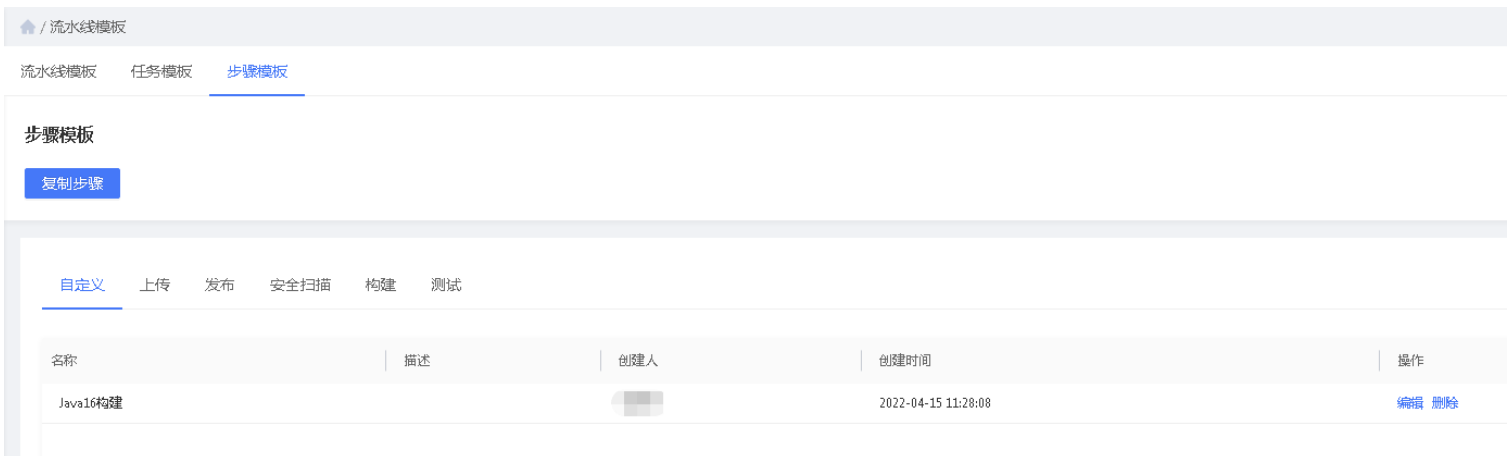 / 流水线模板
流水线模板 任务模板 步骤模板
步骤模板
复制步骤
自定义 上传 发布 安全扫描 构建 测试
名称 描述 创建人 创建时间 操作
Java16构建 2022-04-15 11:28:08 编辑 删除